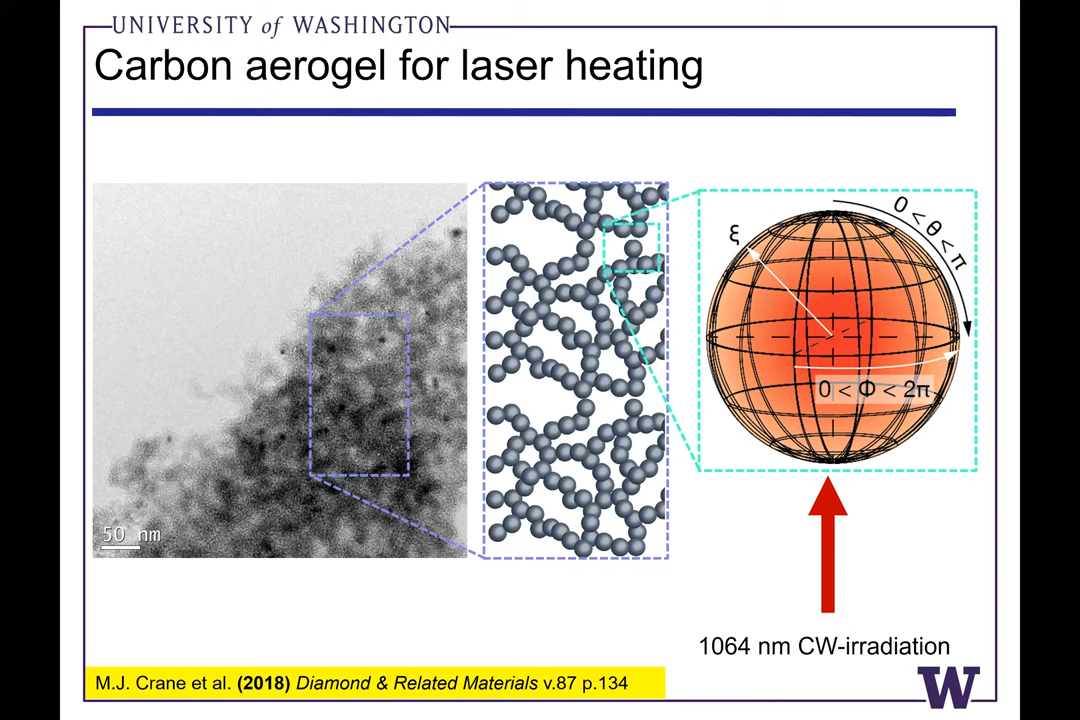 UNIVERSITY of WASHINGTON
Carbon aerogel for laser heating
50 nm
ξ
0 < θ < π
0 < Φ < 2π
1064 nm CW-irradiation
M.J. Crane et al. (2018) Diamond & Related Materials v.87 p.134
W